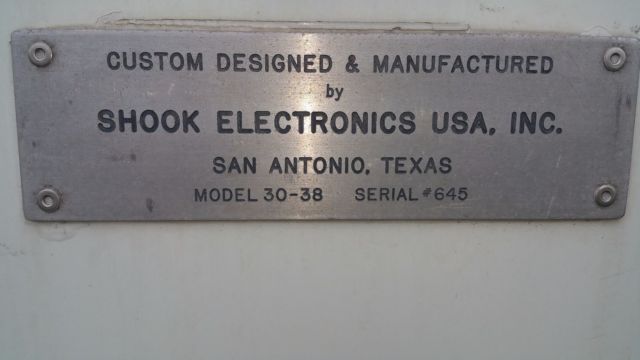 CUSTOM DESIGNED & MANUFACTURED
by
SHOOK ELECTRONICS USA, INC.
SAN ANTONIO, TEXAS
MODEL 30-38 SERIAL #645